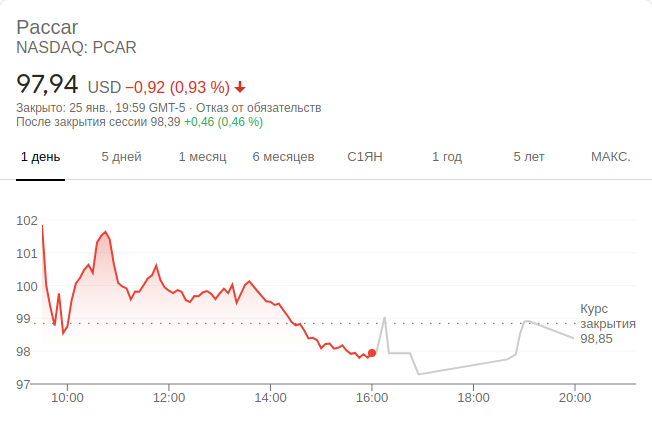 Paccar
NASDAQ: PCAR
97,94 USD −0,92 (0,93 %)
Закрыто: 25 янв., 19:59 GMT-5 · Отказ от обязательств
После закрытия сессии 98,39 +0,46 (0,46 %)
1 день 5 дней 1 месяц 6 месяцев С1ЯН 1 год 5 лет МАКС.
102
101
100
99
98
97
Курс
закрытия
98,85
10:00 12:00 14:00 16:00 18:00 20:00